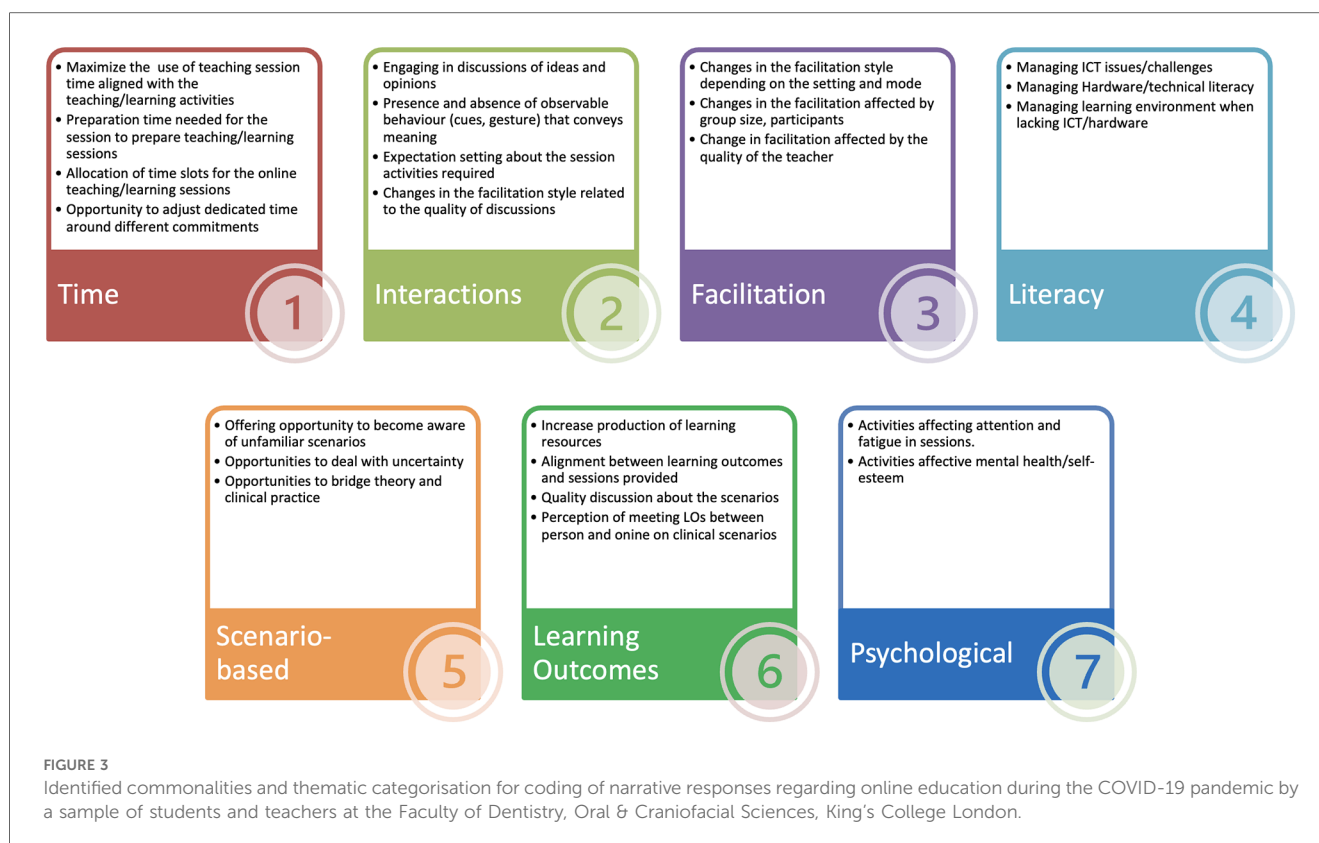 • Maximize the use of teaching session
time aligned with the
teaching/learning activities
• Preparation time needed for the
session to prepare teaching/learning
sessions
• Allocation of time slots for the online
teaching/learning sessions
• Opportunity to adjust dedicated time
around different commitments
Time
1
• Engaging in discussions of ideas and
opinions
• Presence and absence of observable
behaviour (cues, gesture) that conveys
meaning
• Expectation setting about the session
activities required
• Changes in the facilitation style related
to the quality of discussions
Interactions
2
• Changes in the facilitation style
depending on the setting and mode
• Changes in the facilitation affected by
group size, participants
• Change in facilitation affected by the
quality of the teacher
Facilitation
3
• Managing ICT issues/challenges
• Managing Hardware/technical literacy
• Managing learning environment when
lacking ICT/hardware
Literacy
4
• Offering opportunity to become aware
of unfamiliar scenarios
• Opportunities to deal with uncertainty
• Opportunities to bridge theory and
clinical practice
Scenario-
based
5
• Increase production of learning
resources
• Alignment between learning outcomes
and sessions provided
• Quality discussion about the scenarios
• Perception of meeting LOs between
person and onine on clinical scenarios
Learning
Outcomes
6
• Activities affecting attention and
fatigue in sessions.
• Activities affective mental health/self-
esteem
Psychological
7
FIGURE 3
Identified commonalities and thematic categorisation for coding of narrative responses regarding online education during the COVID-19 pandemic by
a sample of students and teachers at the Faculty of Dentistry, Oral & Craniofacial Sciences, King's College London.